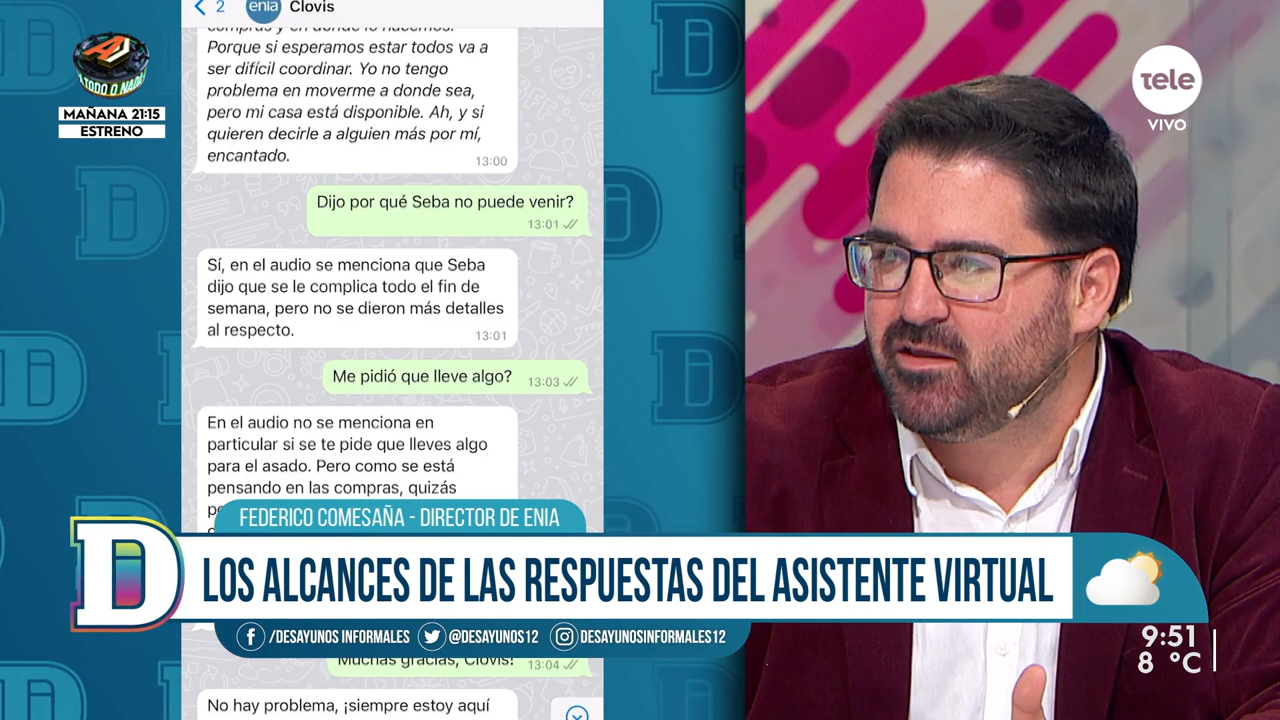 2
enia
Clovis
Porque si esperamos estar todos va a
ser difícil coordinar. Yo no tengo
problema en moverme a donde sea,
pero mi casa está disponible. Ah, y si
quieren decirle a alguien más por mí,
encantado.
13:00
Dijo por qué Seba no puede venir?
13:01
Sí, en el audio se menciona que Seba
dijo que se le complica todo el fin de
semana, pero no se dieron más detalles
al respecto.
13:01
Me pidió que lleve algo?
13:03
En el audio no se menciona en
particular si se te pide que lleves algo
para el asado. Pero como se está
pensando en las compras, quizás
Muchas gracias, Clovis!
13:04
No hay problema, ¡siempre estoy aquí
AJ
A TODO O NADA
MAÑANA 21:15
ESTRENO
tele
VIVO
FEDERICO COMESAÑA - DIRECTOR DE ENIA
D
LOS ALCANCES DE LAS RESPUESTAS DEL ASISTENTE VIRTUAL
/DESAYUNOS INFORMALES
@DESAYUNOS12
DESAYUNOSINFORMALES12
9:51
8 °C